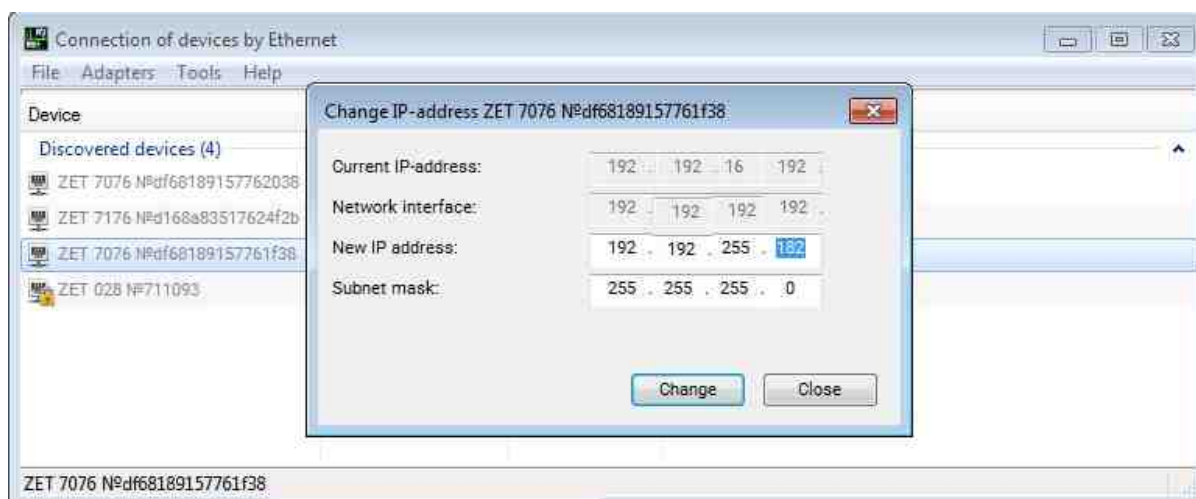 Connection of devices by Ethernet
File Adapters Tools Help
Device
Discovered devices (4)
ZET 7076 №df68189157762038
ZET 7176 №d168a83517624f2b
ZET 7076 №df68189157761f38
ZET 028 №711093
Change IP-address ZET 7076 №df68189157761f38
Current IP-address: 192 . 192 . 16 192 .
Network interface: 192 . 192 192 192 .
New IP address: 192 . 192 . 255 . 182
Subnet mask: 255 . 255 . 255 . 0
Change Close
ZET 7076 №df68189157761f38